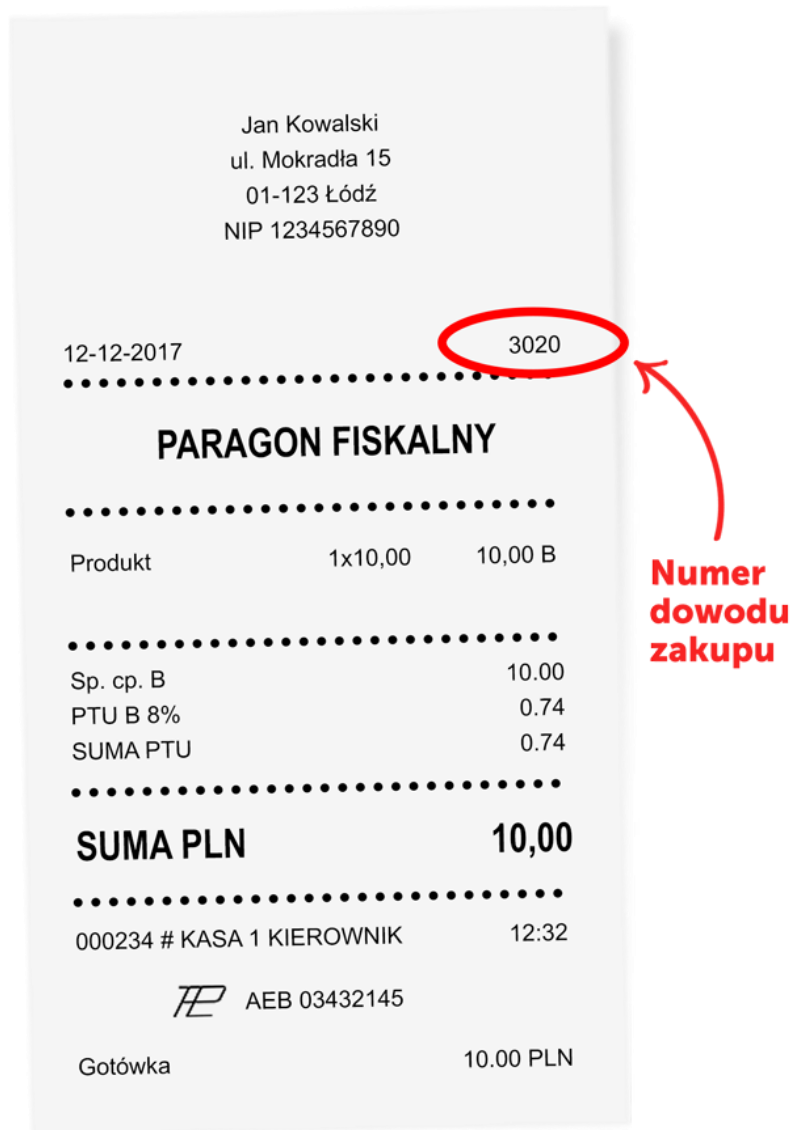 Jan Kowalski
ul. Mokradła 15
01-123 Łódź
NIP 1234567890
12-12-2017 3020
PARAGON FISKALNY
Produkt 1x10,00 10,00 B
Sp. cp. B 10.00
PTU B 8% 0.74
SUMA PTU 0.74
SUMA PLN 10,00
000234 # KASA 1 KIEROWNIK 12:32
AEB 03432145
Gotówka 10.00 PLN
Numer
dowodu
zakupu